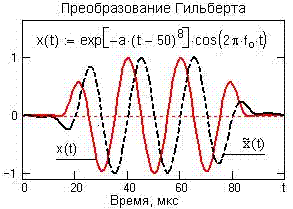 Преобразование Гильберта
x(t) := exp[-a·(t – 50)⁸]·cos(2π·f₀·t)
1
0
x(t)
x̃(t)
−1
0 20 40 60 80 t
Время, мкс